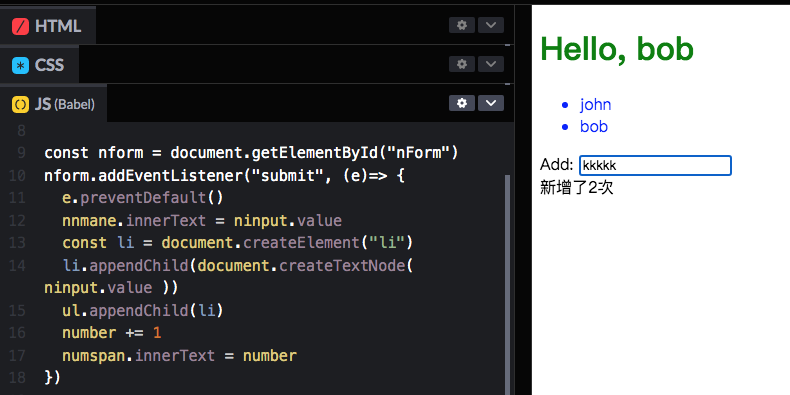 HTML
CSS
JS (Babel)
8
9 const nform = document.getElementById("nForm")
10 nform.addEventListener("submit", (e)=> {
11 e.preventDefault()
12 nnmane.innerText = ninput.value
13 const li = document.createElement("li")
14 li.appendChild(document.createTextNode(
ninput.value ))
15 ul.appendChild(li)
16 number += 1
17 numspan.innerText = number
18 })
Hello, bob
john
bob
Add: kkkkk
新增了2次